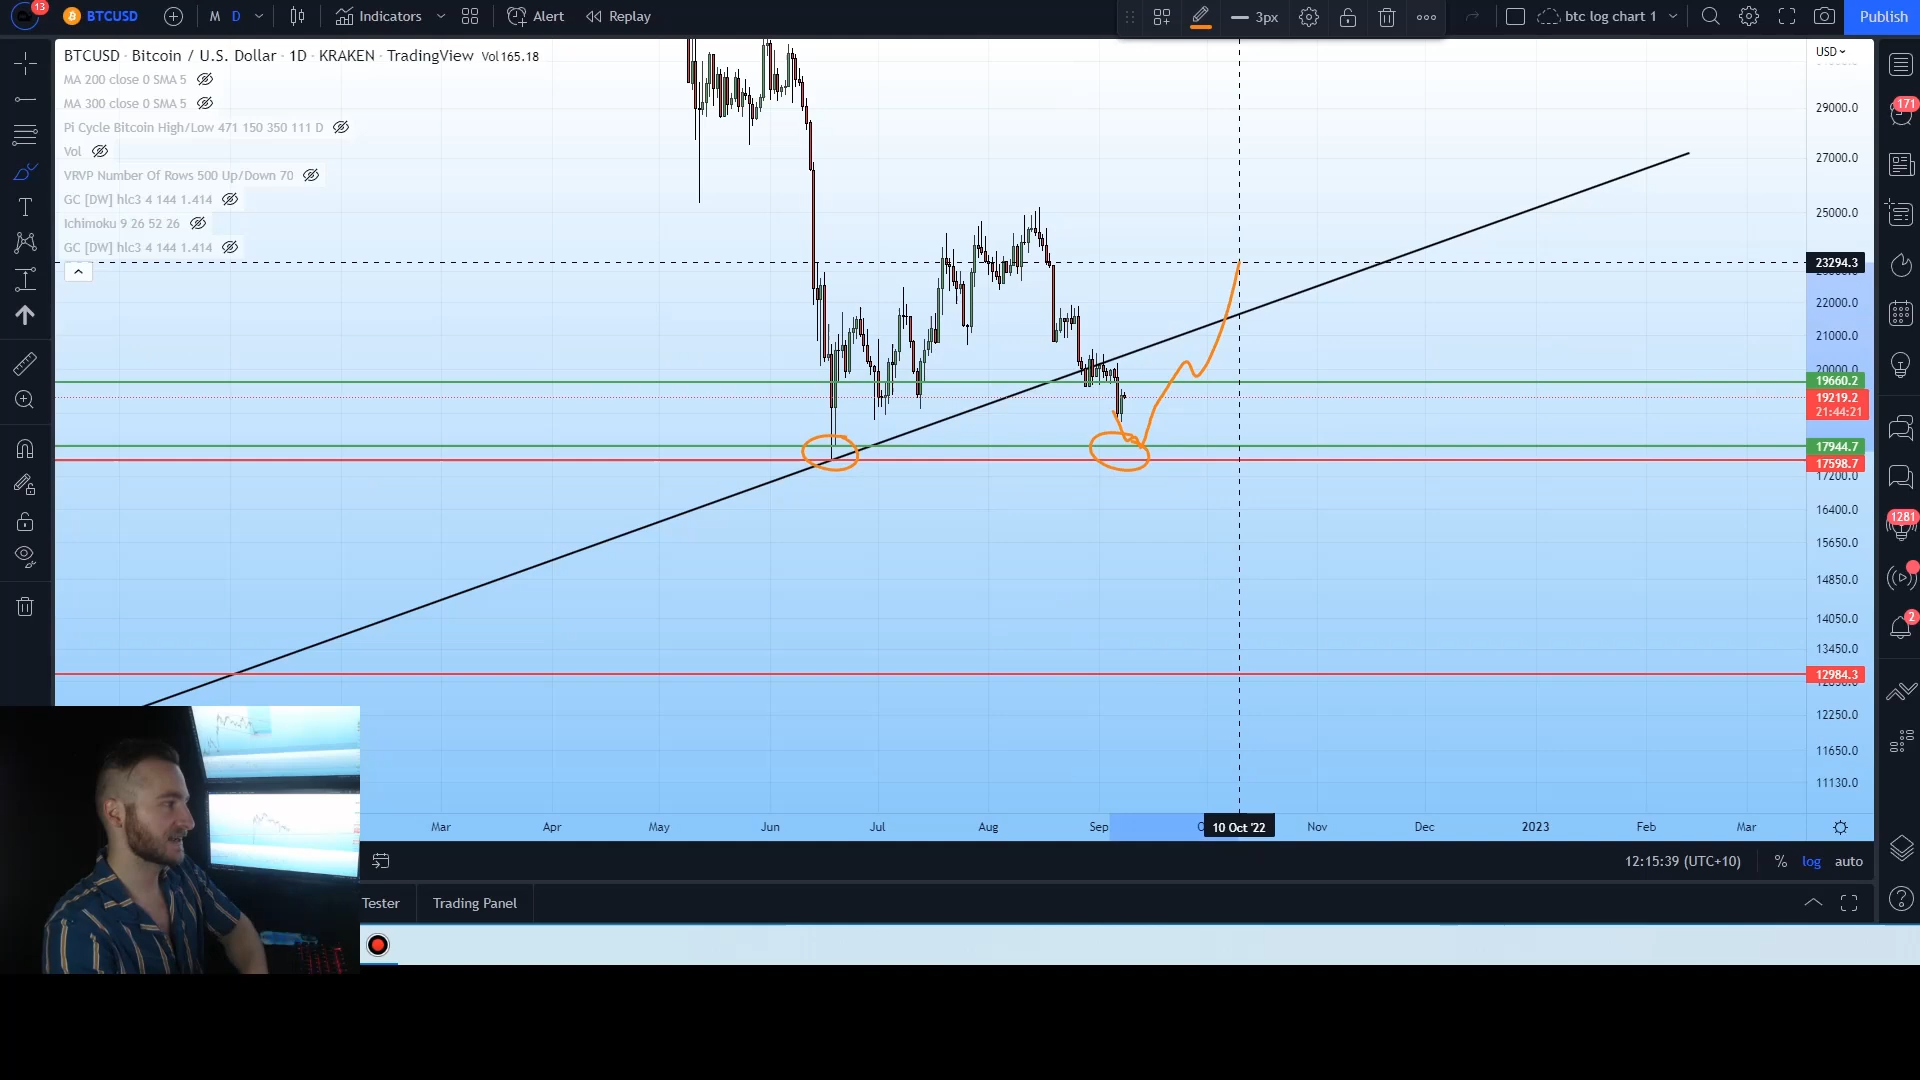 13
BTCUSD
M
D
Indicators
Alert
Replay
3px
btc log chart 1
Publish
BTCUSD · Bitcoin / U.S. Dollar · 1D · KRAKEN · TradingView Vol165.18
MA 200 close 0 SMA 5
MA 300 close 0 SMA 5
Pi Cycle Bitcoin High/Low 471 150 350 111 D
Vol
VRVP Number Of Rows 500 Up/Down 70
GC [DW] hlc3 4 144 1.414
Ichimoku 9 26 52 26
GC [DW] hlc3 4 144 1.414
USD
29000.0
27000.0
25000.0
23294.3
22000.0
21000.0
20000.0
19660.2
19219.2
21:44:21
17944.7
17598.7
17200.0
16400.0
15650.0
14850.0
14050.0
13450.0
12984.3
12250.0
11650.0
11130.0
171
1281
2
Mar
Apr
May
Jun
Jul
Aug
Sep
10 Oct '22
Nov
Dec
2023
Feb
Mar
12:15:39 (UTC+10)
%
log
auto
Tester
Trading Panel